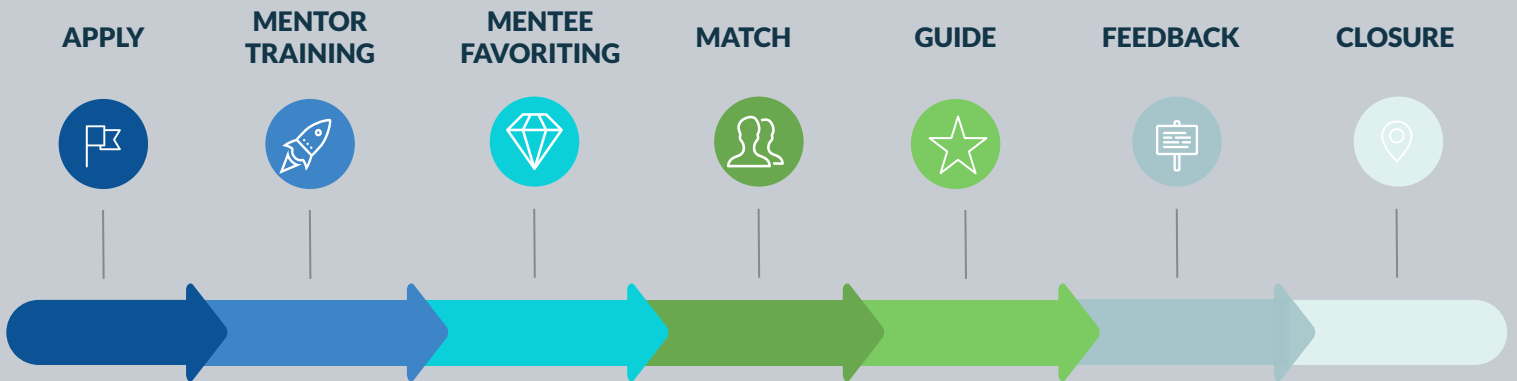 APPLY
MENTOR
TRAINING
MENTEE
FAVORITING
MATCH
GUIDE
FEEDBACK
CLOSURE